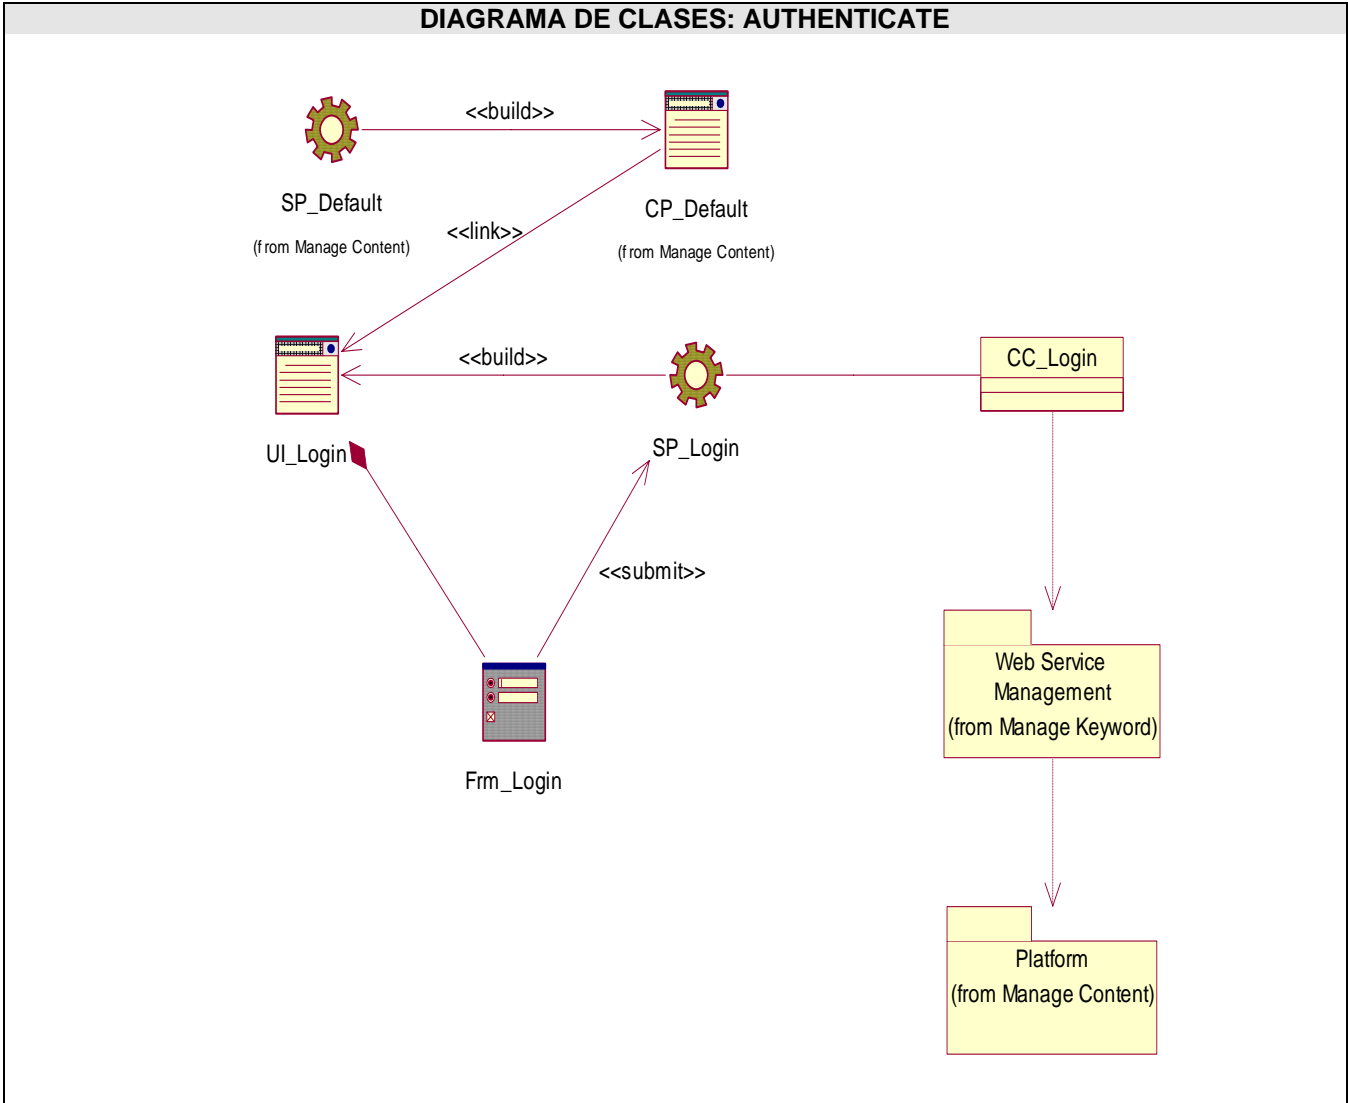 DIAGRAMA DE CLASES: AUTHENTICATE
<<build>>
SP_Default
(from Manage Content)
CP_Default
(from Manage Content)
<<link>>
<<build>>
CC_Login
UI_Login
SP_Login
<<submit>>
Frm_Login
Web Service
Management
(from Manage Keyword)
Platform
(from Manage Content)